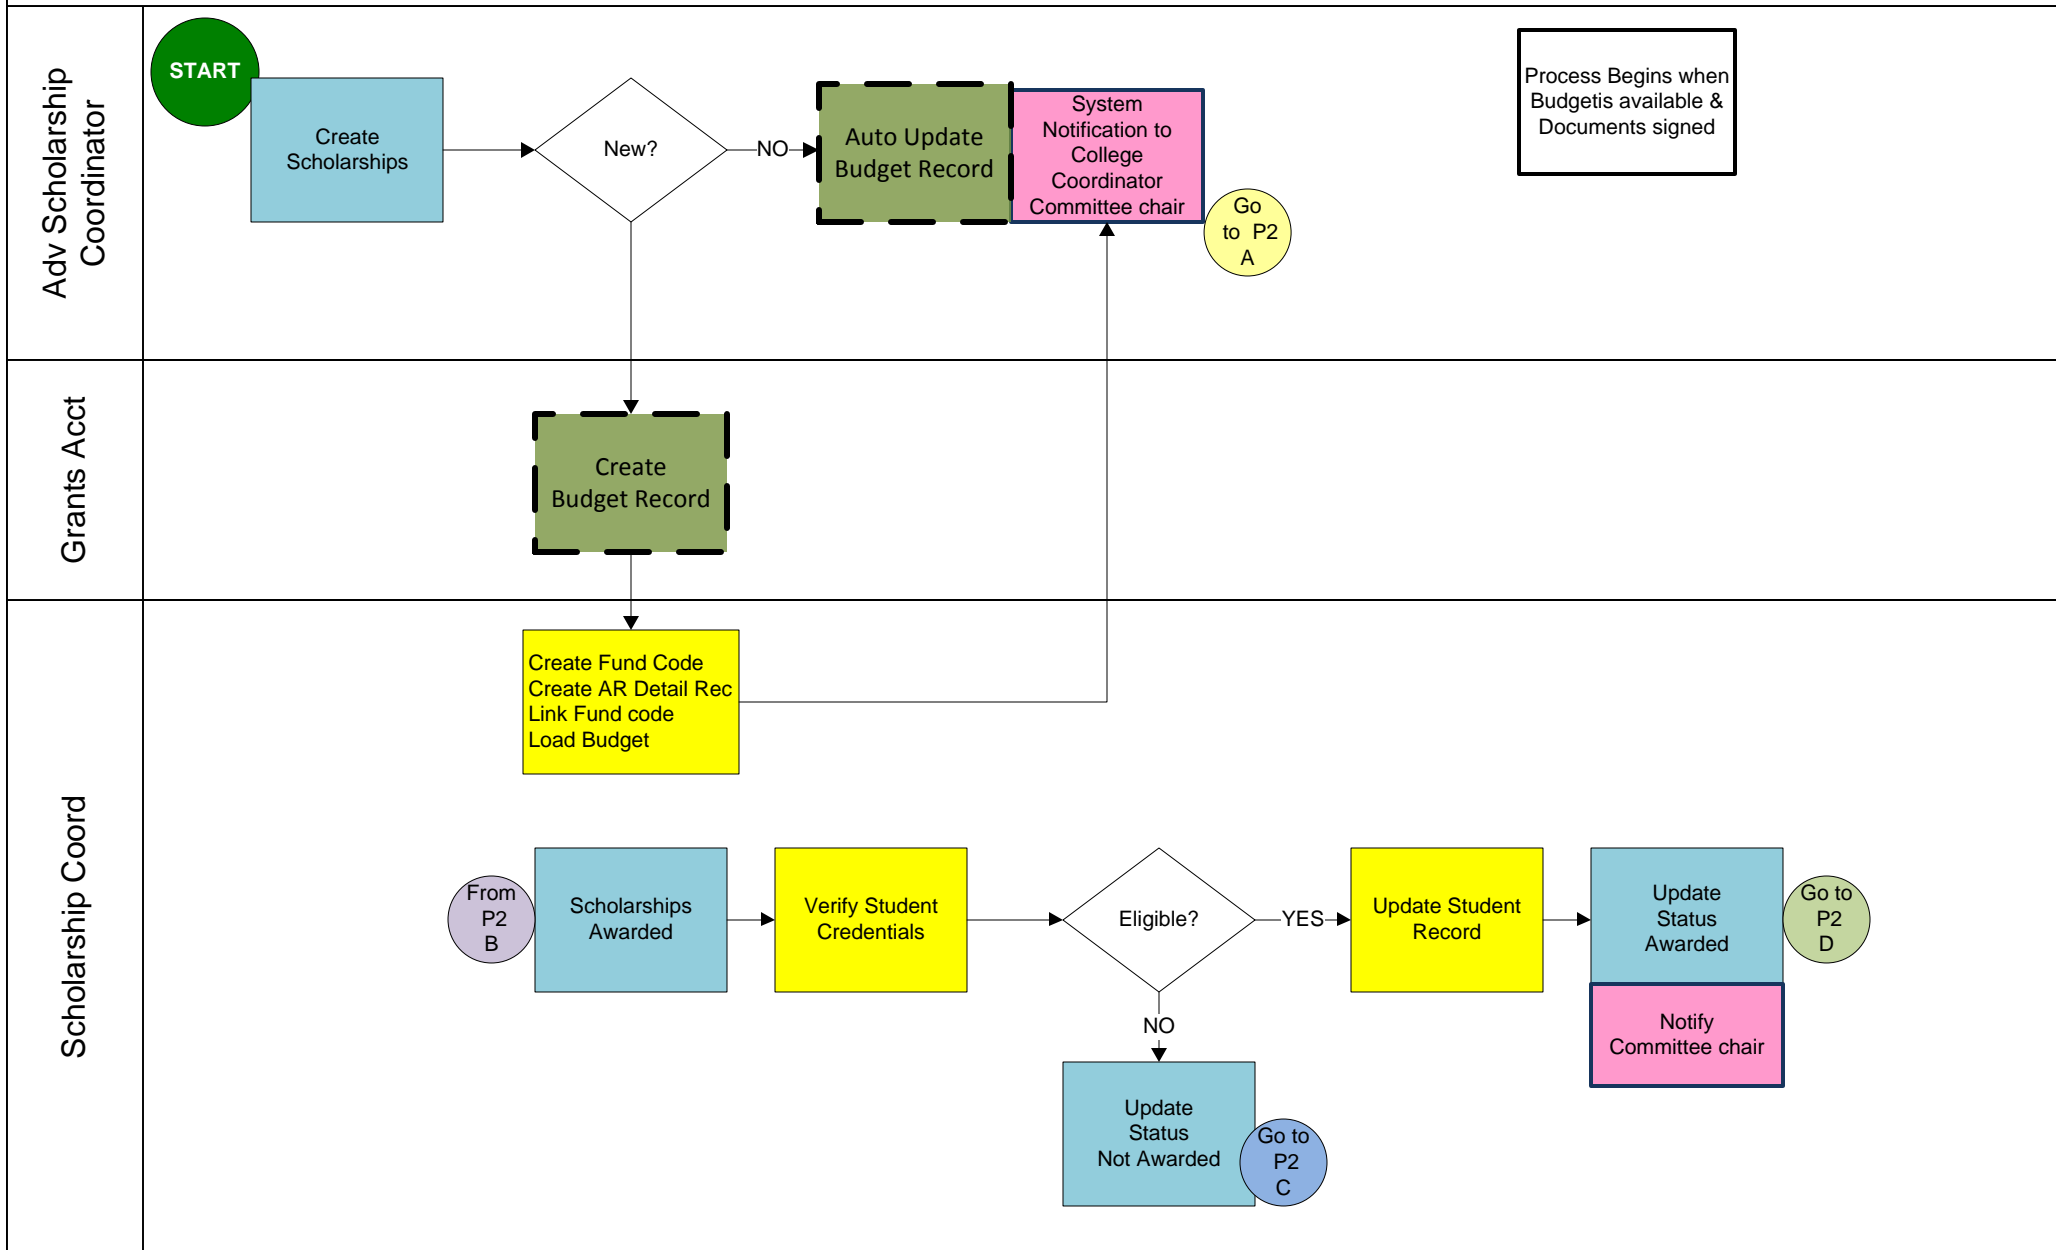 Adv Scholarship
Coordinator
START
Create
Scholarships
New?
NO
Auto Update
Budget Record
System
Notification to
College
Coordinator
Committee chair
Go
to P2
A
Process Begins when
Budgetis available &
Documents signed
Grants Acct
Create
Budget Record
Scholarship Coord
Create Fund Code
Create AR Detail Rec
Link Fund code
Load Budget
From
P2
B
Scholarships
Awarded
Verify Student
Credentials
Eligible?
YES
Update Student
Record
Update
Status
Awarded
Go to
P2
D
Notify
Committee chair
NO
Update
Status
Not Awarded
Go to
P2
C